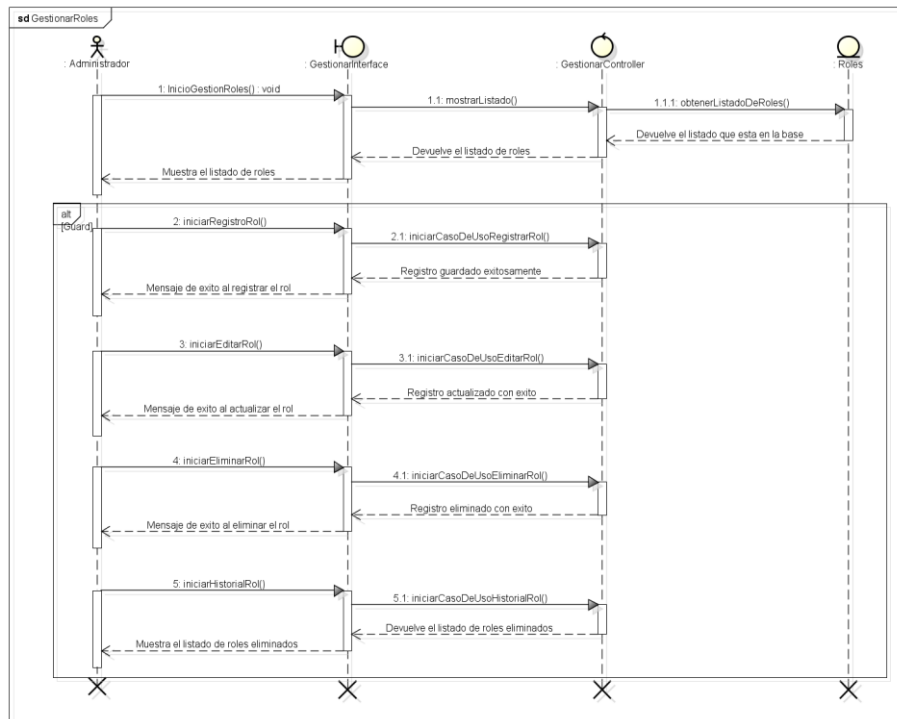 sd GestionarRoles
: Administrador
: GestionarInterface
: GestionarController
: Roles
1: InicioGestionRoles() : void
1.1: mostrarListado()
1.1.1: obtenerListadoDeRoles()
Devuelve el listado que esta en la base
Devuelve el listado de roles
Muestra el listado de roles
alt
[Guard]
2: iniciarRegistroRol()
2.1: iniciarCasoDeUsoRegistrarRol()
Registro guardado exitosamente
Mensaje de exito al registrar el rol
3: iniciarEditarRol()
3.1: iniciarCasoDeUsoEditarRol()
Registro actualizado con exito
Mensaje de exito al actualizar el rol
4: iniciarEliminarRol()
4.1: iniciarCasoDeUsoEliminarRol()
Registro eliminado con exito
Mensaje de exito al eliminar el rol
5: iniciarHistorialRol()
5.1: iniciarCasoDeUsoHistorialRol()
Devuelve el listado de roles eliminados
Muestra el listado de roles eliminados